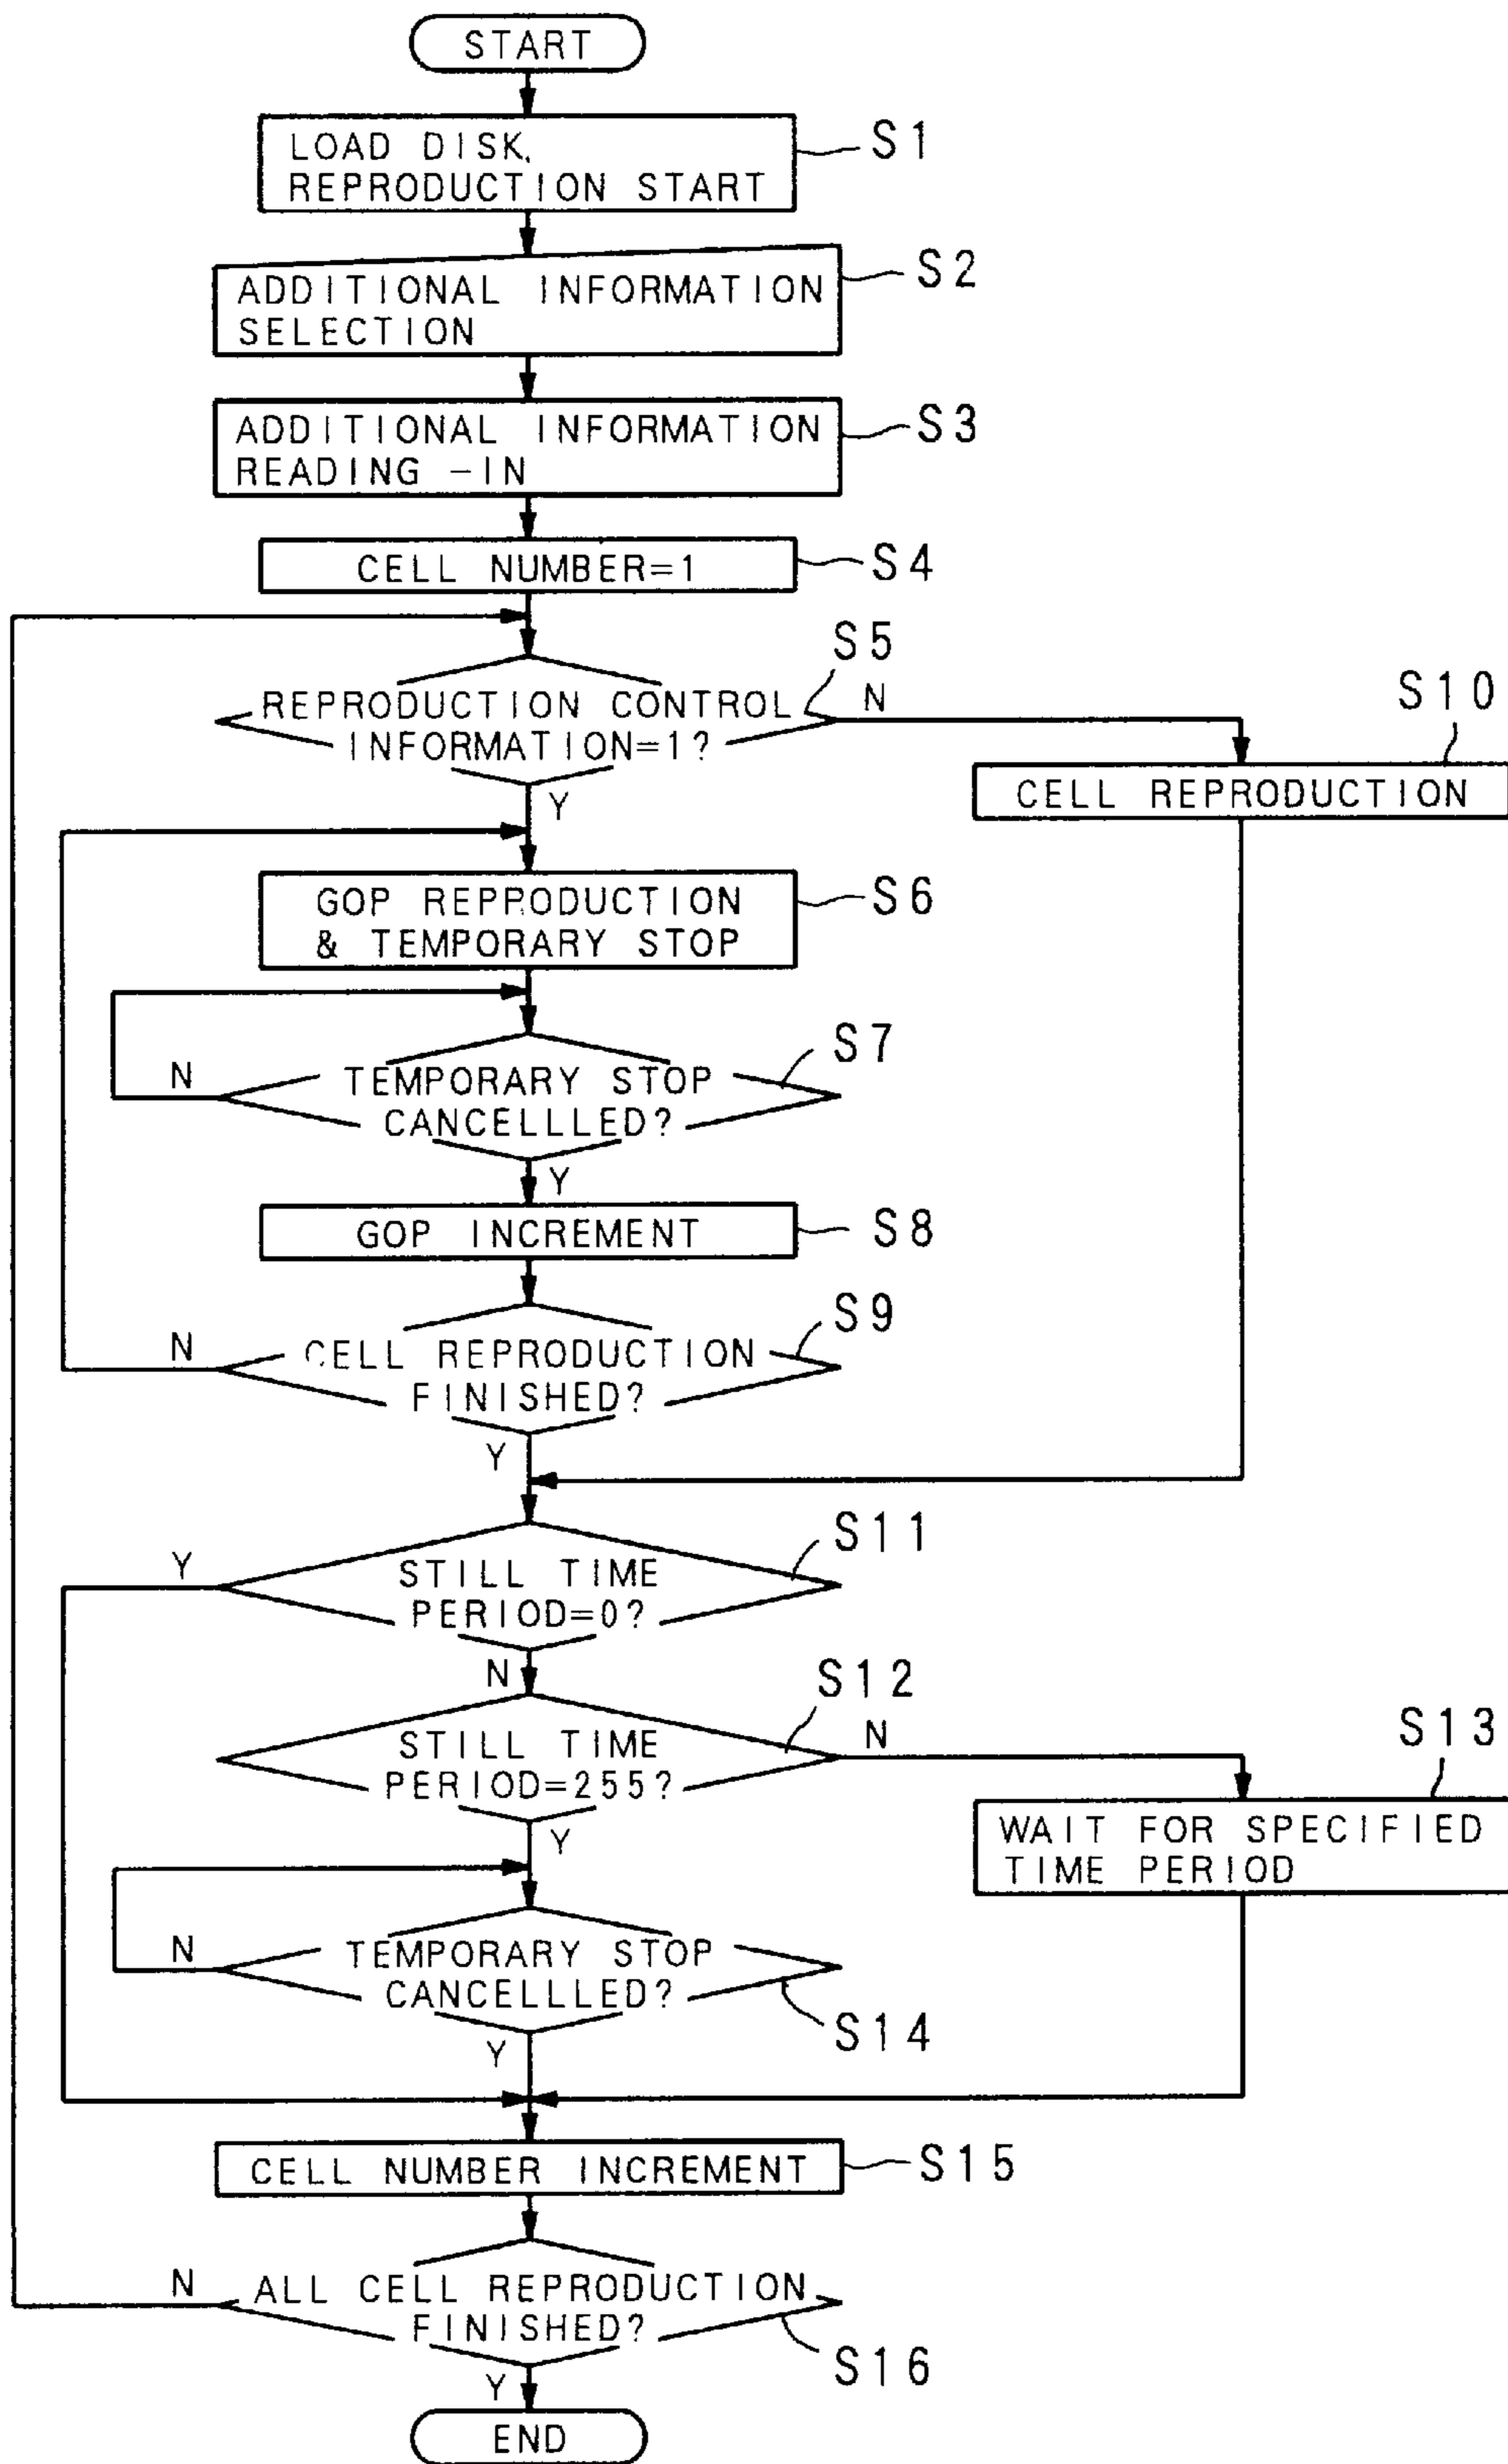 START
LOAD DISK,
REPRODUCTION START
S1
ADDITIONAL INFORMATION
SELECTION
S2
ADDITIONAL INFORMATION
READING -IN
S3
CELL NUMBER=1
S4
REPRODUCTION CONTROL
INFORMATION=1?
S5
N
Y
CELL REPRODUCTION
S10
GOP REPRODUCTION
& TEMPORARY STOP
S6
TEMPORARY STOP
CANCELLLED?
S7
N
Y
GOP INCREMENT
S8
CELL REPRODUCTION
FINISHED?
S9
N
Y
STILL TIME
PERIOD=0?
S11
Y
N
STILL TIME
PERIOD=255?
S12
N
Y
WAIT FOR SPECIFIED
TIME PERIOD
S13
TEMPORARY STOP
CANCELLLED?
S14
N
Y
CELL NUMBER INCREMENT
S15
ALL CELL REPRODUCTION
FINISHED?
S16
N
Y
END